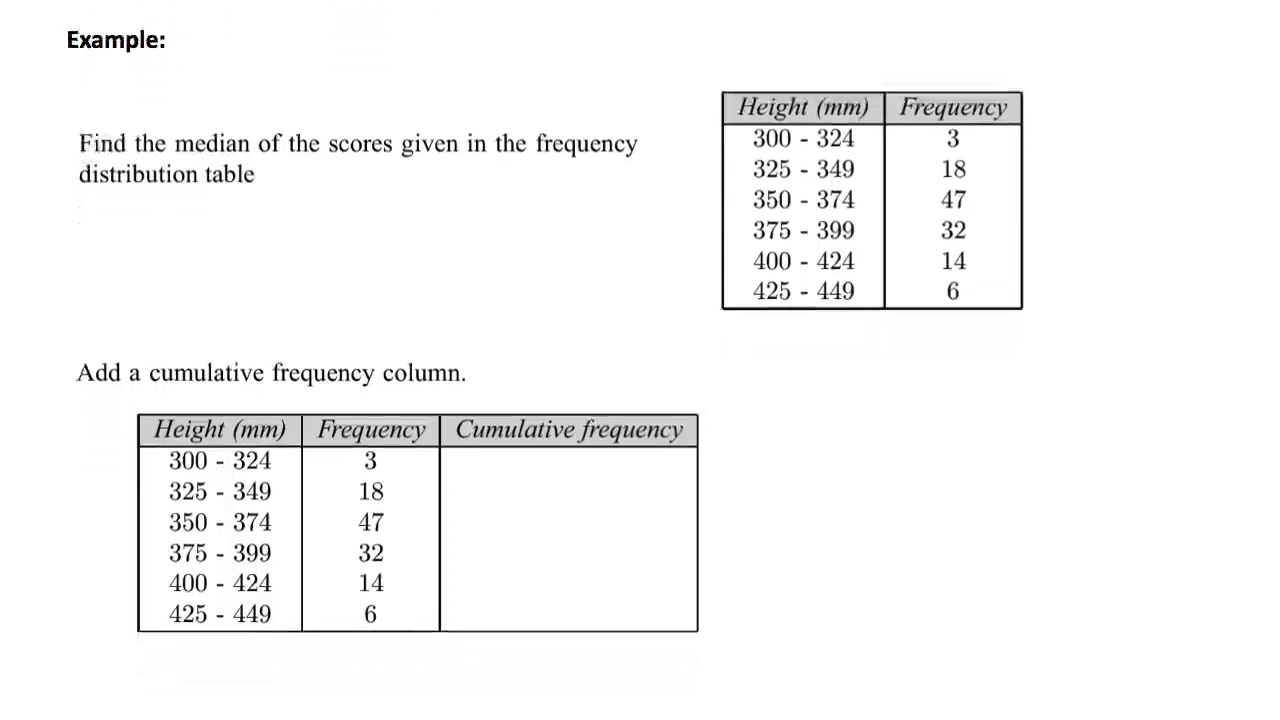 Example:
Find the median of the scores given in the frequency
distribution table
Height (mm) Frequency
300 - 324 3
325 - 349 18
350 - 374 47
375 - 399 32
400 - 424 14
425 - 449 6
Add a cumulative frequency column.
Height (mm) Frequency Cumulative frequency
300 - 324 3
325 - 349 18
350 - 374 47
375 - 399 32
400 - 424 14
425 - 449 6